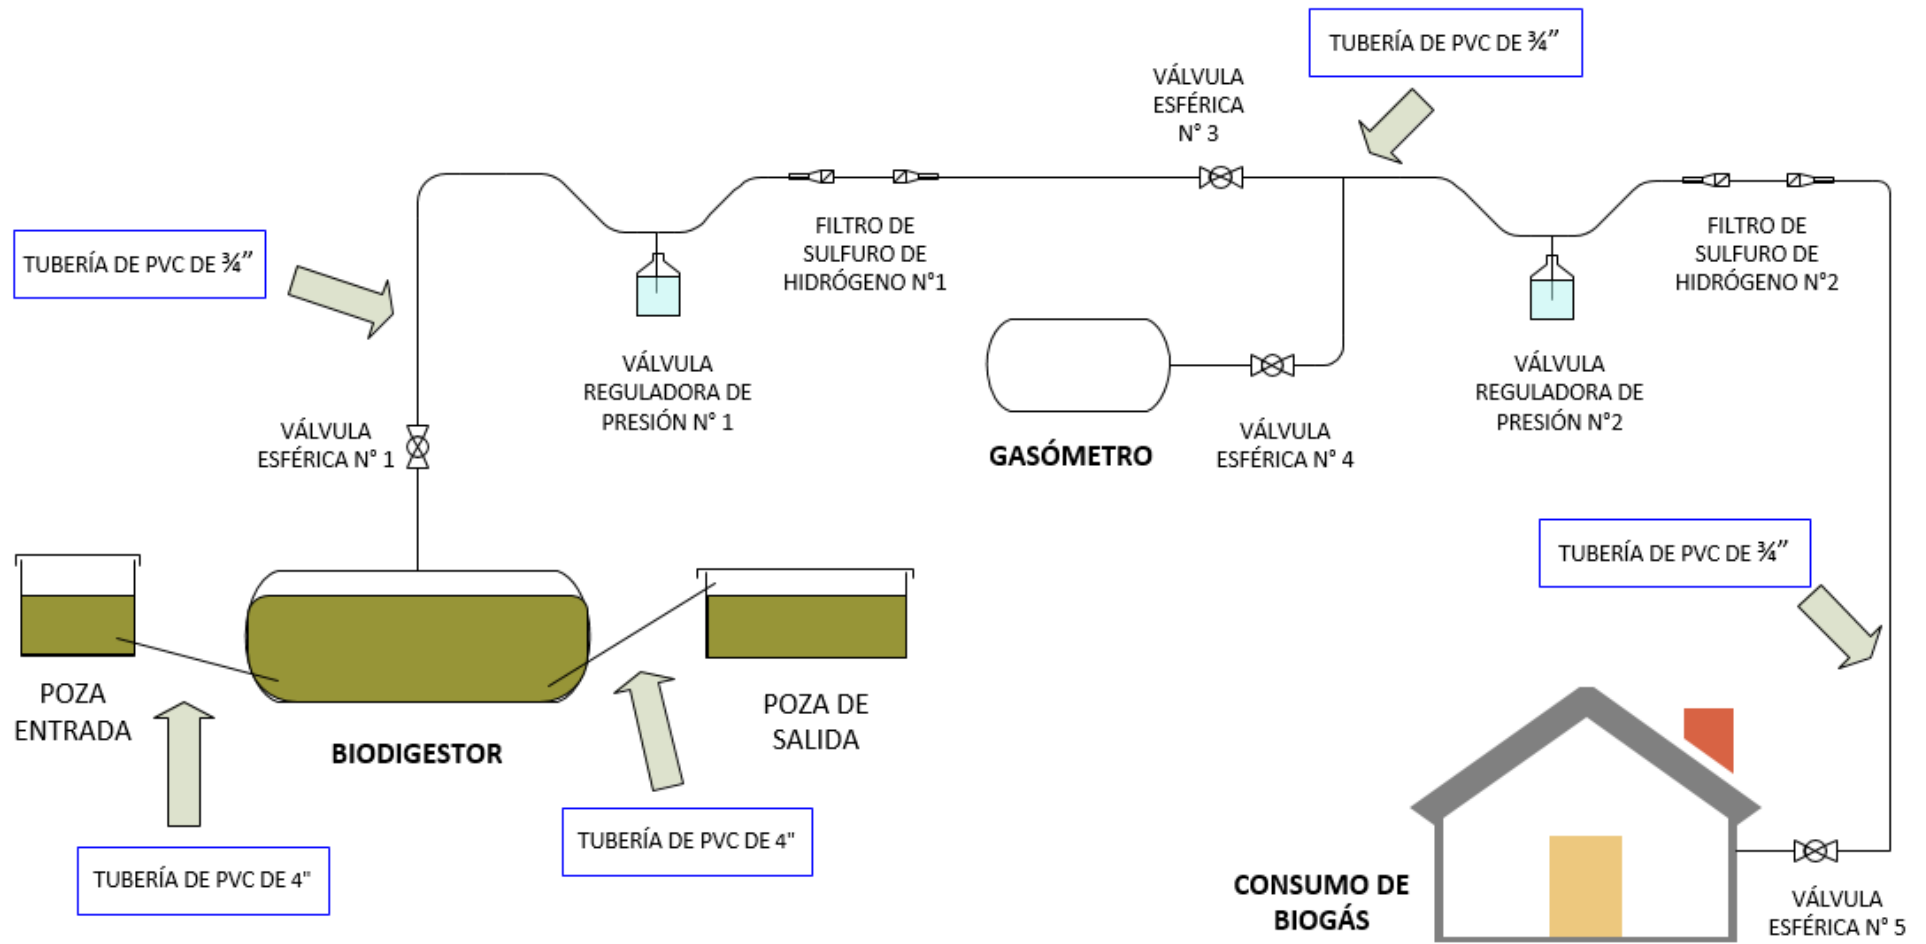 TUBERÍA DE PVC DE ¾”
VÁLVULA
ESFÉRICA
N° 3
TUBERÍA DE PVC DE ¾”
FILTRO DE
SULFURO DE
HIDRÓGENO N°1
FILTRO DE
SULFURO DE
HIDRÓGENO N°2
VÁLVULA
REGULADORA DE
PRESIÓN N° 1
VÁLVULA
REGULADORA DE
PRESIÓN N°2
VÁLVULA
ESFÉRICA N° 1
GASÓMETRO
VÁLVULA
ESFÉRICA N° 4
TUBERÍA DE PVC DE ¾”
POZA
ENTRADA
BIODIGESTOR
POZA DE
SALIDA
TUBERÍA DE PVC DE 4"
TUBERÍA DE PVC DE 4"
CONSUMO DE
BIOGÁS
VÁLVULA
ESFÉRICA N° 5